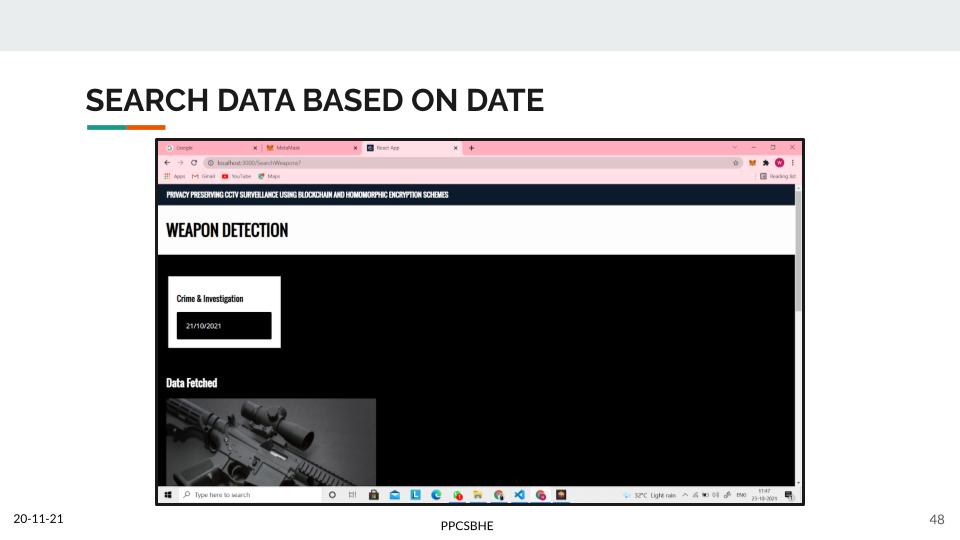 SEARCH DATA BASED ON DATE
Google
MetaMask
React App
localhost:3000/SearchWeapons?
Apps
Gmail
YouTube
Maps
Reading list
PRIVACY PRESERVING CCTV SURVEILLANCE USING BLOCKCHAIN AND HOMOMORPHIC ENCRYPTION SCHEMES
WEAPON DETECTION
Crime & Investigation
21/10/2021
Data Fetched
Type here to search
32°C Light rain
ENG
11:47
23-10-2021
20-11-21
PPCSBHE
48